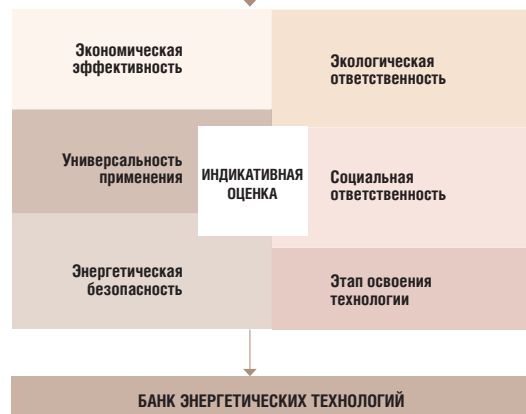 Экономическая
эффективность
Экологическая
ответственность
Универсальность
применения
ИНДИКАТИВНАЯ
ОЦЕНКА
Социальная
ответственность
Энергетическая
безопасность
Этап освоения
технологии
БАНК ЭНЕРГЕТИЧЕСКИХ ТЕХНОЛОГИЙ